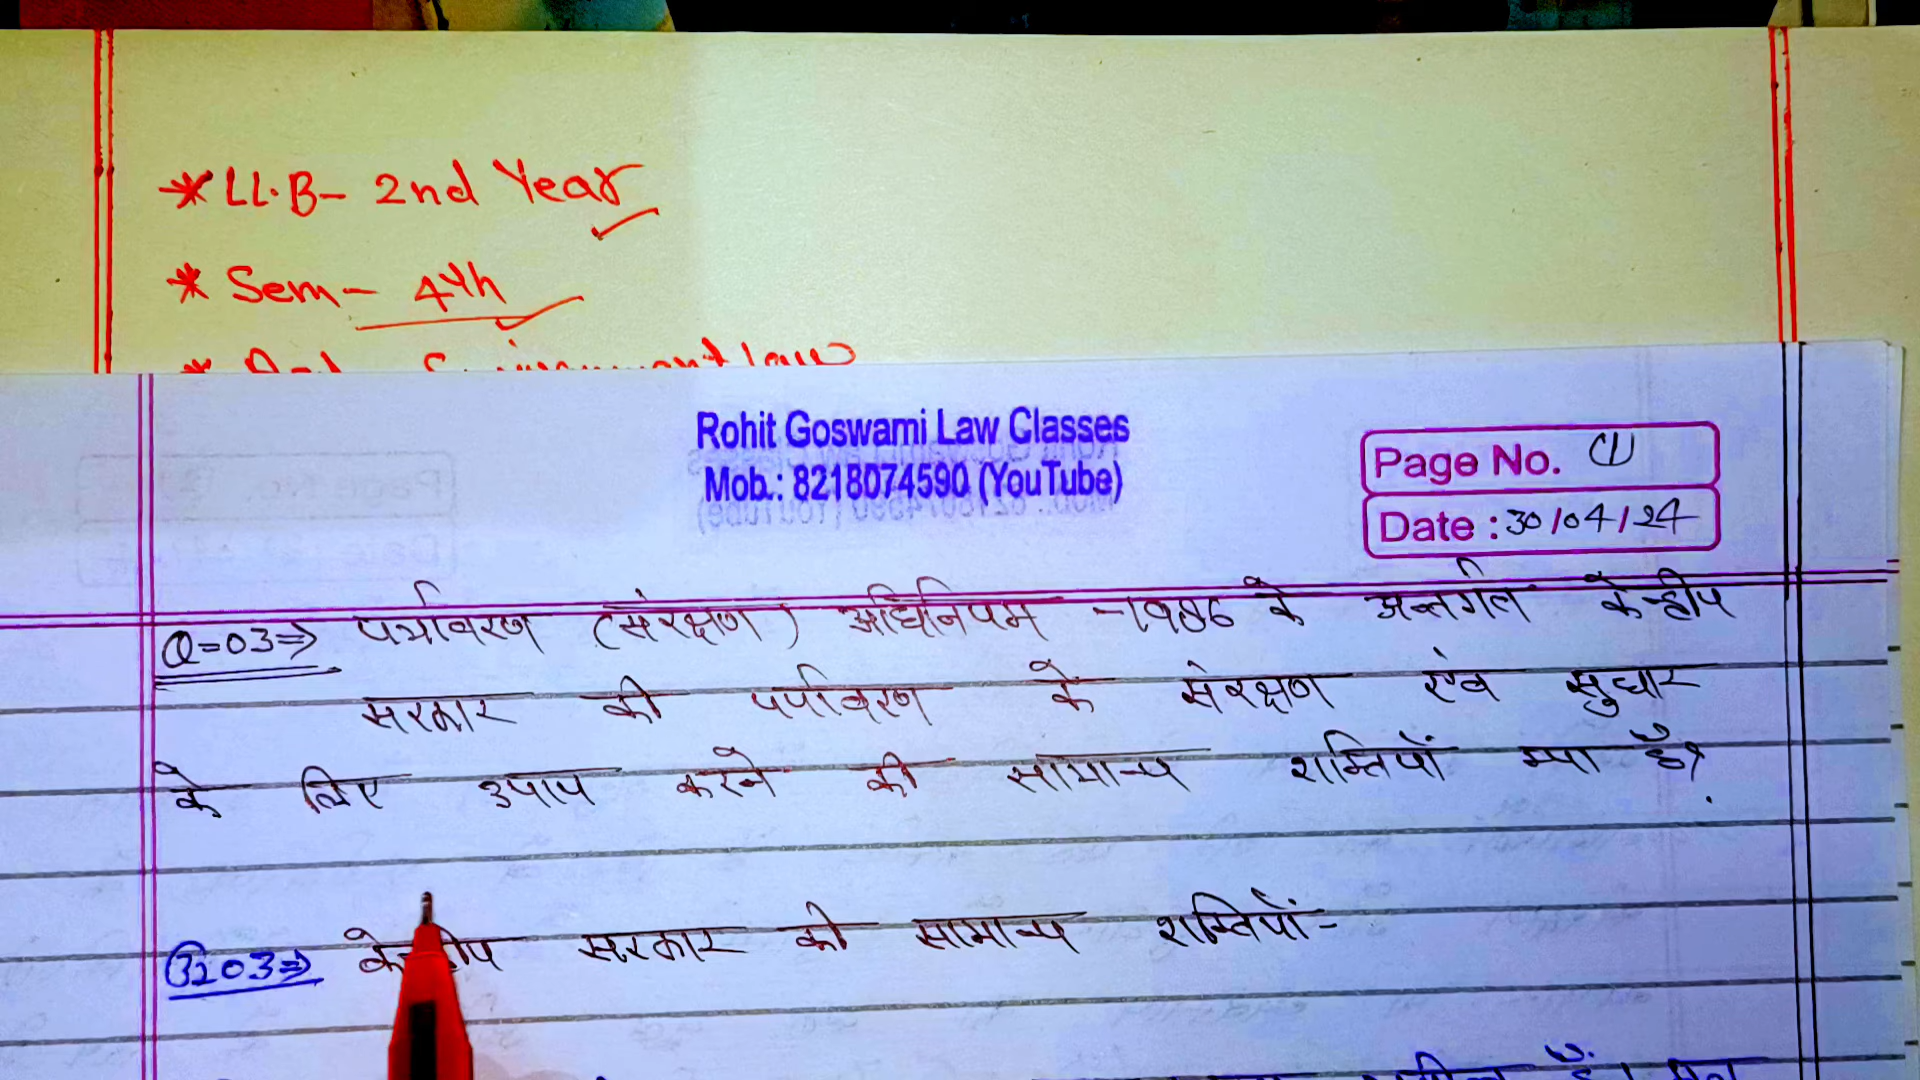 * LL.B- 2nd Year
* Sem- 4th
Rohit Goswami Law Classes
Mob.: 8218074590 (YouTube)
Page No. (1)
Date : 30/04/24
Q=03⇒ पर्यावरण (संरक्षण) अधिनियम -1986 के अन्तर्गत केन्द्रीय
सरकार की पर्यावरण के संरक्षण एंव सुधार
के लिए उपाय करने की सामान्य शक्तियाँ क्या है?
उ203⇒ केन्द्रीय सरकार की सामान्य शक्तियाँ-